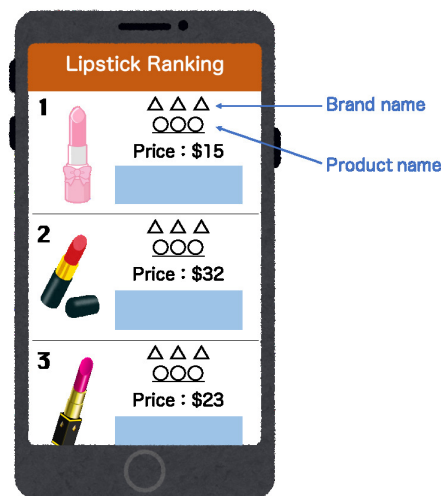 Lipstick Ranking
1
△ △ △
Brand name
○○○
Product name
Price : $15
2
△ △ △
○○○
Price : $32
3
△ △ △
○○○
Price : $23